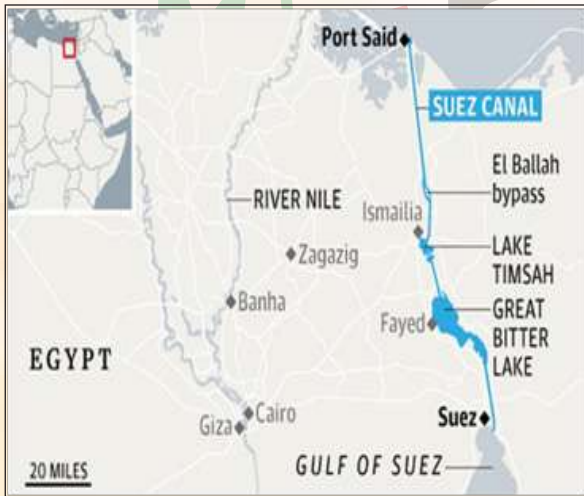 Port Said
SUEZ CANAL
El Ballah
bypass
RIVER NILE
Ismailia
Zagazig
LAKE
TIMSAH
Banha
GREAT
BITTER
LAKE
Fayed
EGYPT
Cairo
Giza
Suez
20 MILES
GULF OF SUEZ